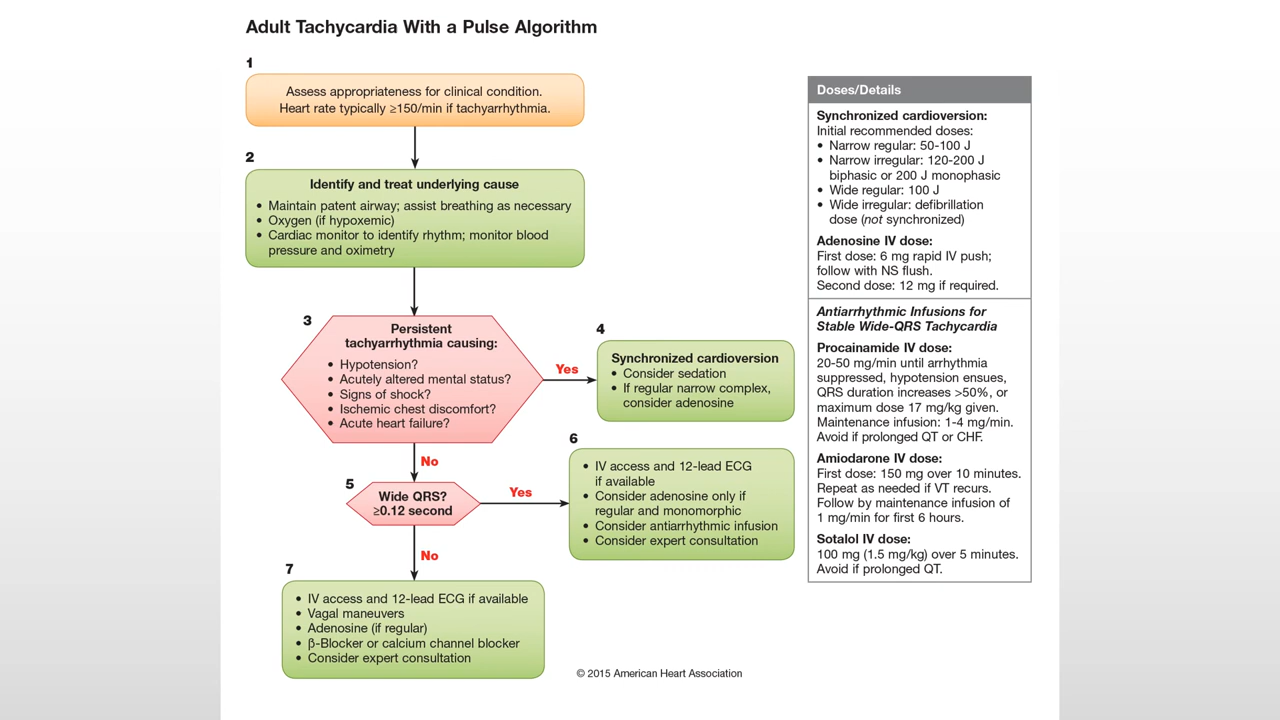 Adult Tachycardia With a Pulse Algorithm
1
Assess appropriateness for clinical condition.
Heart rate typically ≥150/min if tachyarrhythmia.
2
Identify and treat underlying cause
• Maintain patent airway; assist breathing as necessary
• Oxygen (if hypoxemic)
• Cardiac monitor to identify rhythm; monitor blood
pressure and oximetry
3
Persistent
tachyarrhythmia causing:
• Hypotension?
• Acutely altered mental status?
• Signs of shock?
• Ischemic chest discomfort?
• Acute heart failure?
Yes
4
Synchronized cardioversion
• Consider sedation
• If regular narrow complex,
consider adenosine
No
5
Wide QRS?
≥0.12 second
Yes
6
• IV access and 12-lead ECG
if available
• Consider adenosine only if
regular and monomorphic
• Consider antiarrhythmic infusion
• Consider expert consultation
No
7
• IV access and 12-lead ECG if available
• Vagal maneuvers
• Adenosine (if regular)
• β-Blocker or calcium channel blocker
• Consider expert consultation
Doses/Details
Synchronized cardioversion:
Initial recommended doses:
• Narrow regular: 50-100 J
• Narrow irregular: 120-200 J
biphasic or 200 J monophasic
• Wide regular: 100 J
• Wide irregular: defibrillation
dose (not synchronized)
Adenosine IV dose:
First dose: 6 mg rapid IV push;
follow with NS flush.
Second dose: 12 mg if required.
Antiarrhythmic Infusions for
Stable Wide-QRS Tachycardia
Procainamide IV dose:
20-50 mg/min until arrhythmia
suppressed, hypotension ensues,
QRS duration increases >50%, or
maximum dose 17 mg/kg given.
Maintenance infusion: 1-4 mg/min.
Avoid if prolonged QT or CHF.
Amiodarone IV dose:
First dose: 150 mg over 10 minutes.
Repeat as needed if VT recurs.
Follow by maintenance infusion of
1 mg/min for first 6 hours.
Sotalol IV dose:
100 mg (1.5 mg/kg) over 5 minutes.
Avoid if prolonged QT.
© 2015 American Heart Association